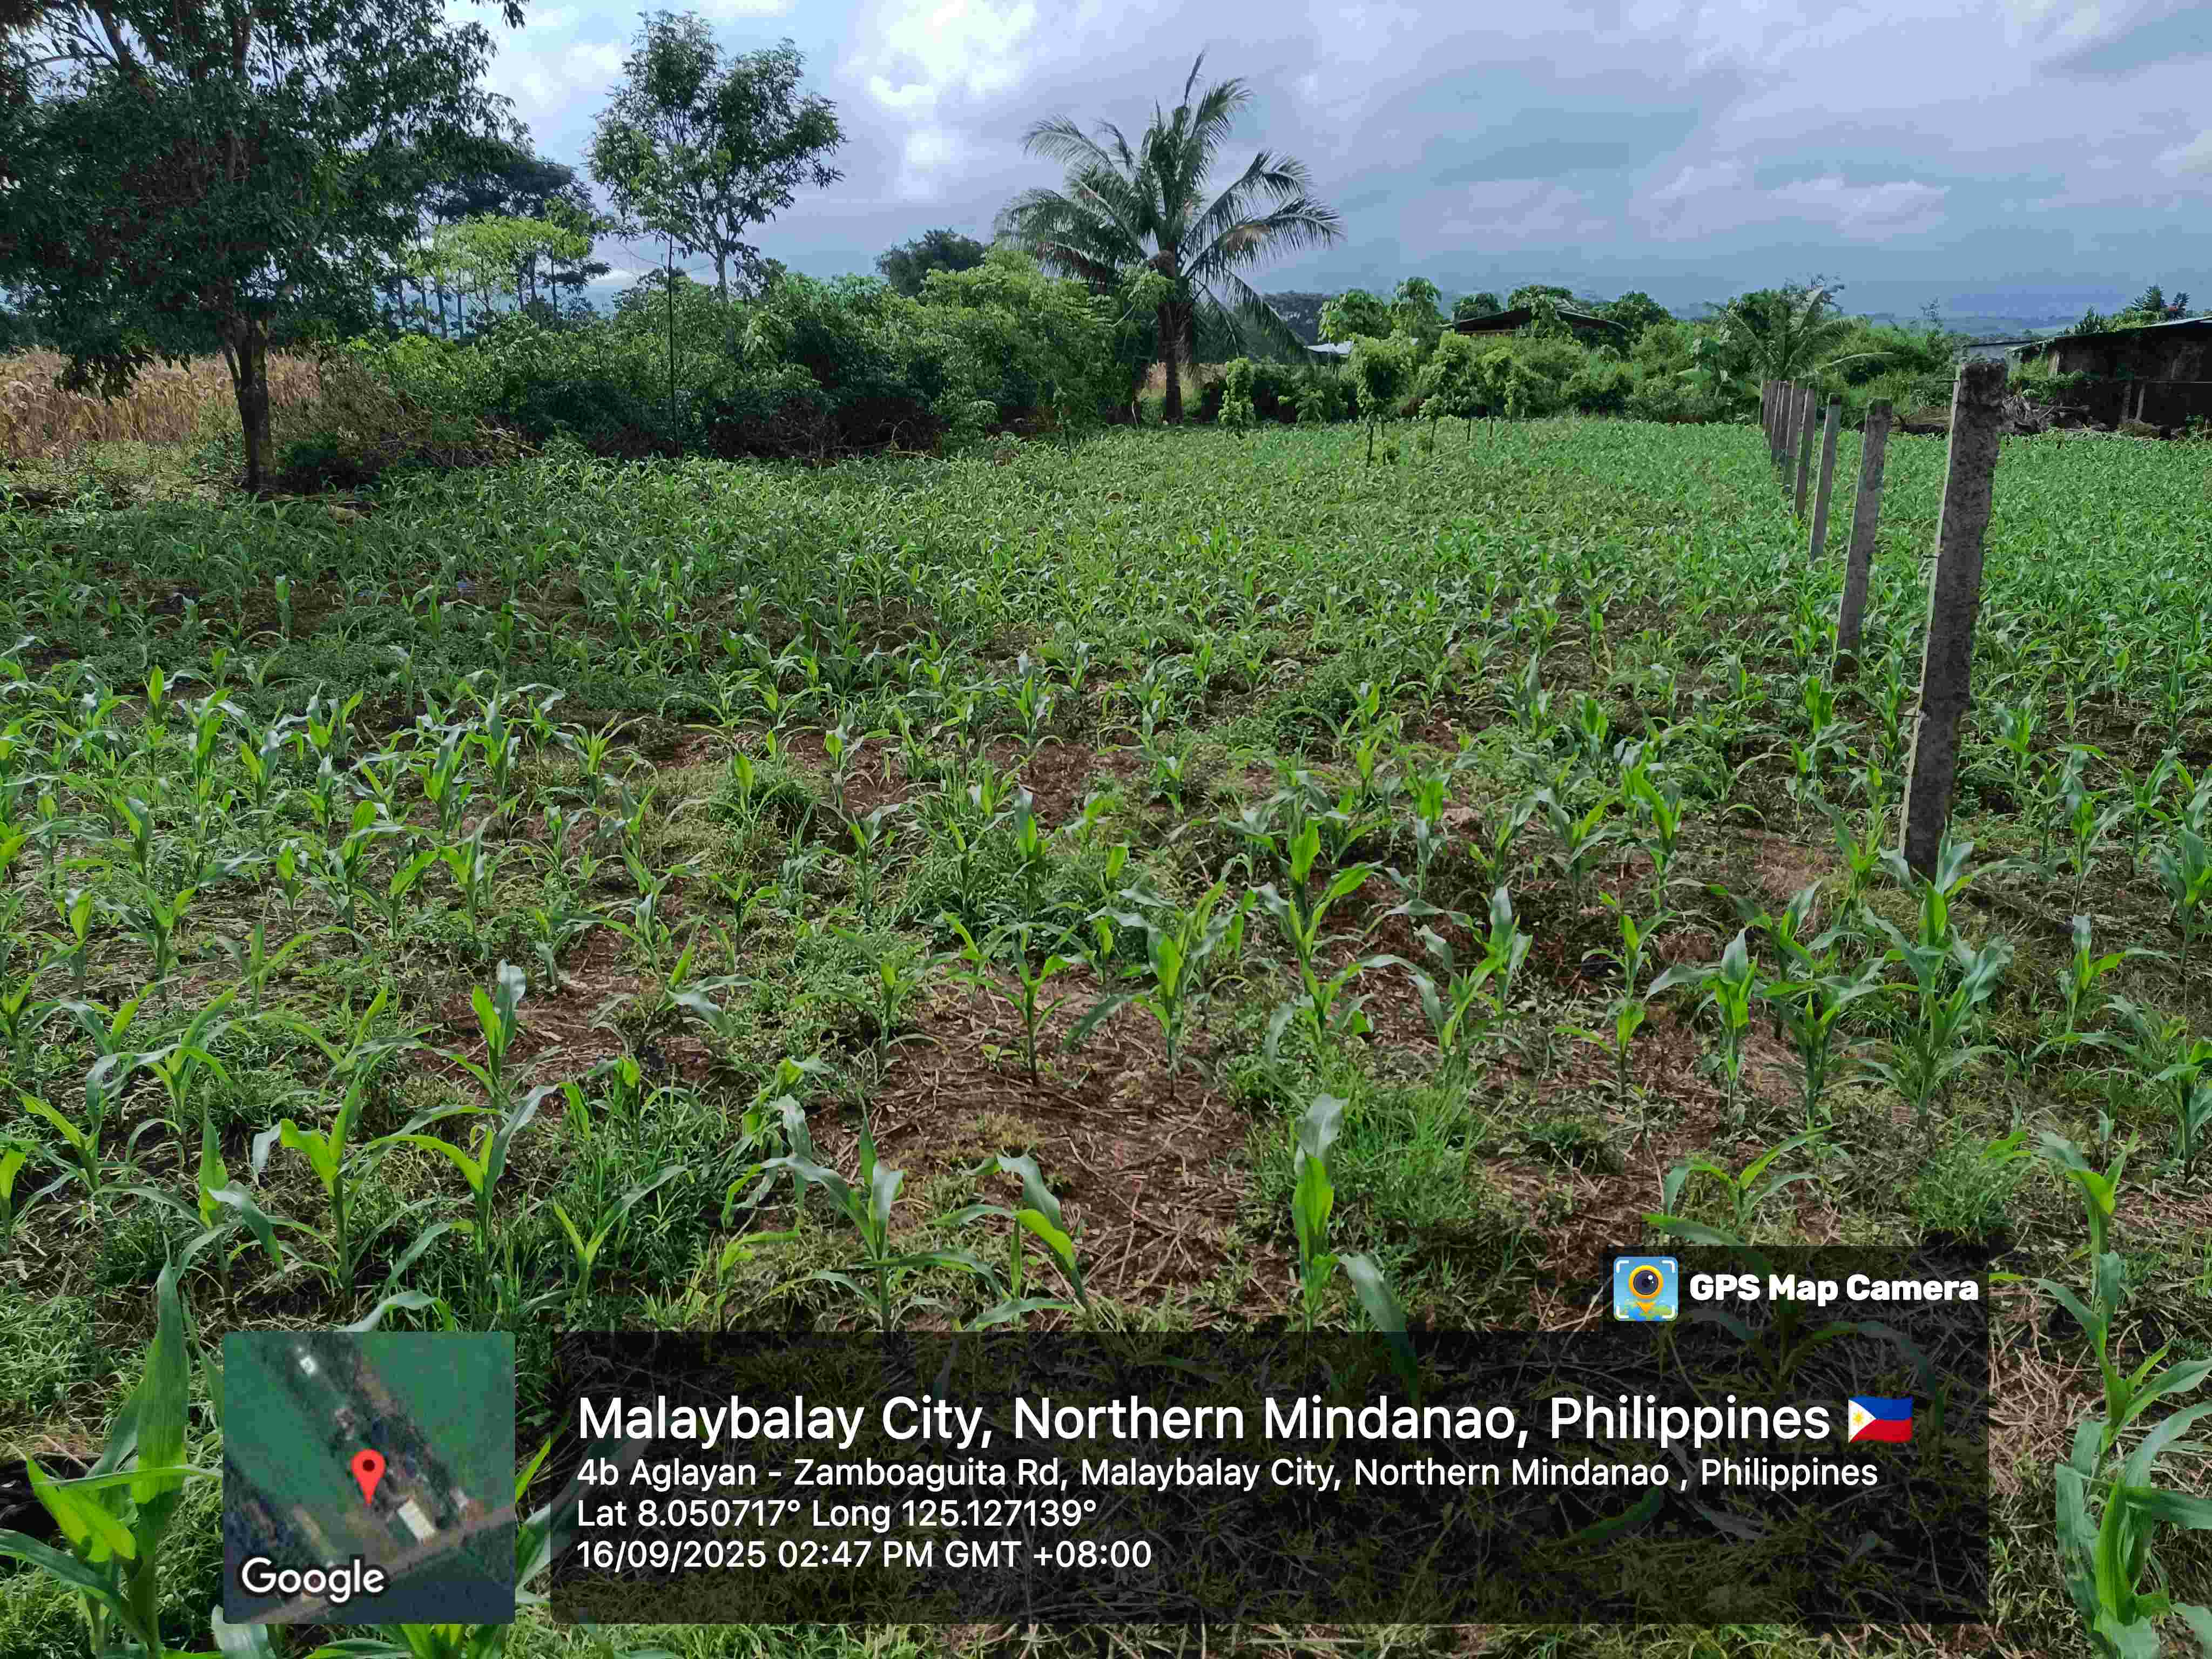 GPS Map Camera
Malaybalay City, Northern Mindanao, Philippines
4b Aglayan - Zamboaguita Rd, Malaybalay City, Northern Mindanao , Philippines
Lat 8.050717° Long 125.127139°
16/09/2025 02:47 PM GMT +08:00
Google